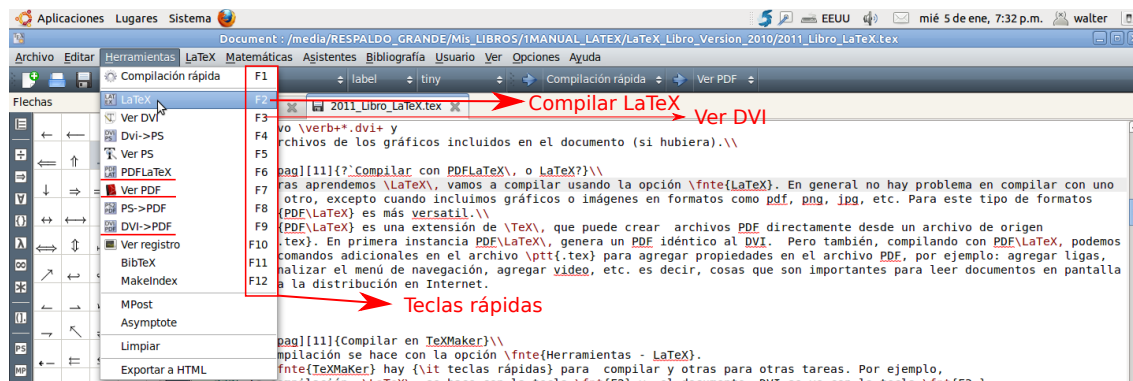 Aplicaciones Lugares Sistema EEUU mié 5 de ene, 7:32 p.m. walter
Document : /media/RESPALDO_GRANDE/Mis_LIBROS/1MANUAL_LATEX/LaTeX_Libro_Version_2010/2011_Libro_LaTeX.tex
Archivo Editar Herramientas LaTeX Matemáticas Asistentes Bibliografía Usuario Ver Opciones Ayuda
Compilación rápida F1 label tiny Compilación rápida Ver PDF
Flechas
LaTeX F2 2011_Libro_LaTeX.tex Compilar LaTeX
Ver DVI F3 Ver DVI
vo \verb+*.dvi+ y
Dvi->PS F4 rchivos de los gráficos incluidos en el documento (si hubiera).\\
Ver PS F5
PDFLaTeX F6 pag][11]{?`Compilar con PDFLaTeX\, o LaTeX?}\\
Ver PDF F7 ras aprendemos \LaTeX\, vamos a compilar usando la opción \fnte{LaTeX}. En general no hay problema en compilar con uno
PS->PDF F8 otro, excepto cuando incluimos gráficos o imágenes en formatos como pdf, png, jpg, etc. Para este tipo de formatos
DVI->PDF F9 {PDF\LaTeX} es más versatil.\\
{PDF\LaTeX} es una extensión de \TeX\, que puede crear archivos PDF directamente desde un archivo de origen
Ver registro F10 .tex}. En primera instancia PDF\LaTeX\, genera un PDF idéntico al DVI. Pero también, compilando con PDF\LaTeX, podemos
BibTeX F11 comandos adicionales en el archivo \ptt{.tex} para agregar propiedades en el archivo PDF, por ejemplo: agregar ligas,
nalizar el menú de navegación, agregar video, etc. es decir, cosas que son importantes para leer documentos en pantalla
MakeIndex F12 a la distribución en Internet.
MPost Teclas rápidas
Asymptote
Limpiar pag][11]{Compilar en TeXMaker}\\
mpilación se hace con la opción \fnte{Herramientas - LaTeX}.
Exportar a HTML fnte{TeXMaKer} hay {\it teclas rápidas} para compilar y otras para otras tareas. Por ejemplo,